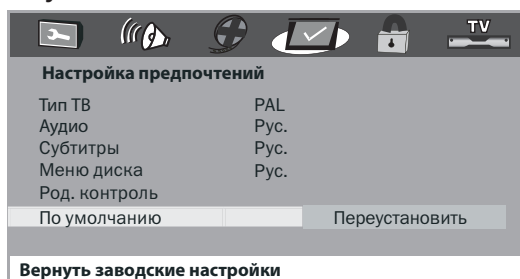 TV
Настройка предпочтений
Тип ТВ PAL
Аудио Рус.
Субтитры Рус.
Меню диска Рус.
Род. контроль
По умолчанию Переустановить
Вернуть заводские настройки